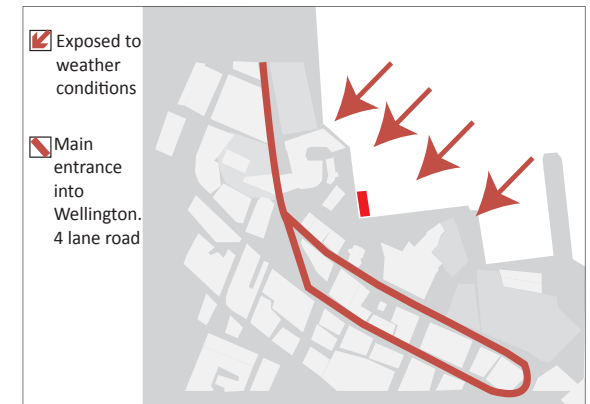 Exposed to
weather
conditions
Main
entrance
into
Wellington.
4 lane road